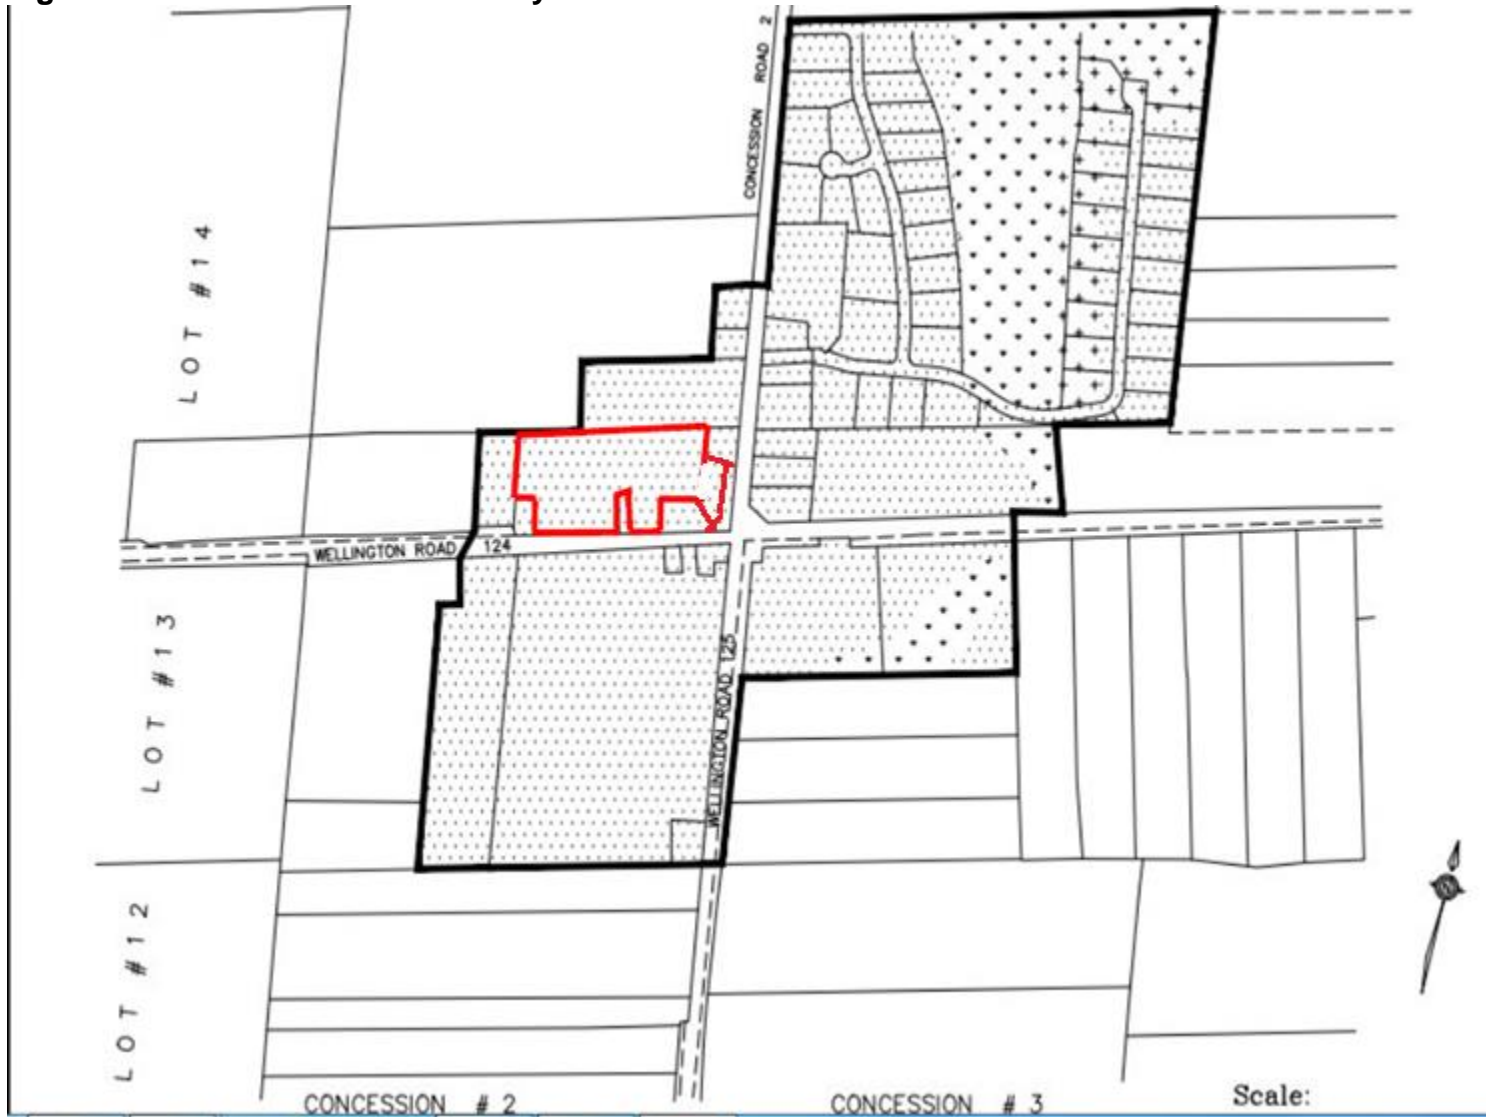 CONCESSION ROAD 2
LOT #14
WELLINGTON ROAD 124
LOT #13
WELLINGTON ROAD 125
LOT #12
CONCESSION # 2
CONCESSION # 3
Scale: